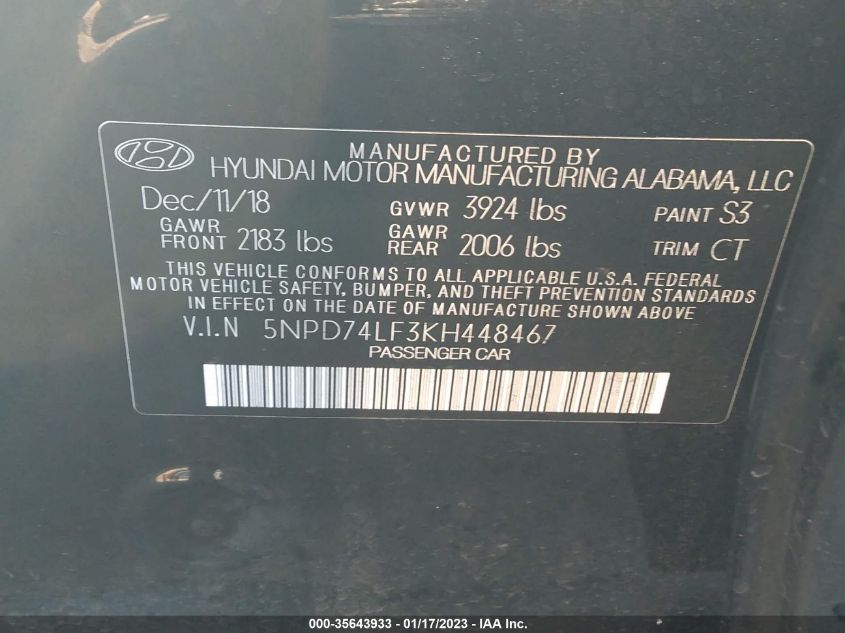 MANUFACTURED BY
HYUNDAI MOTOR MANUFACTURING ALABAMA, LLC
Dec/11/18 GVWR 3924 lbs PAINT S3
GAWR FRONT 2183 lbs GAWR REAR 2006 lbs TRIM CT
THIS VEHICLE CONFORMS TO ALL APPLICABLE U.S.A. FEDERAL
MOTOR VEHICLE SAFETY, BUMPER, AND THEFT PREVENTION STANDARDS
IN EFFECT ON THE DATE OF MANUFACTURE SHOWN ABOVE
V.I.N 5NPD74LF3KH448467
PASSENGER CAR
000-35643933 - 01/17/2023 - IAA Inc.